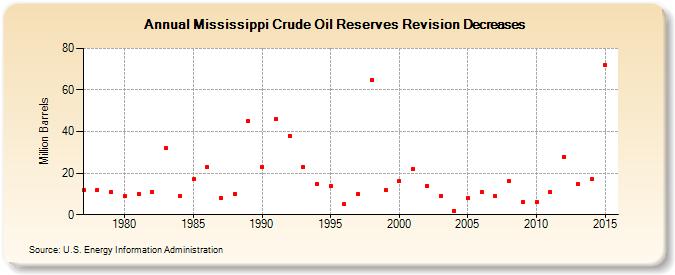 Annual Mississippi Crude Oil Reserves Revision Decreases
Million Barrels
80
60
40
20
0
1980 1985 1990 1995 2000 2005 2010 2015
Source: U.S. Energy Information Administration